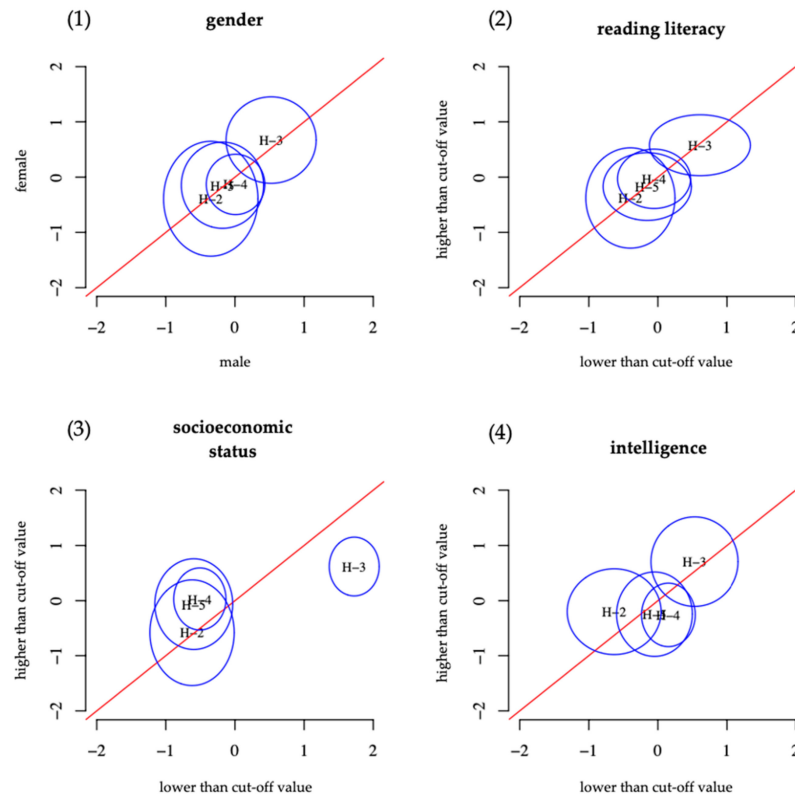 (1)
gender
female
2
1
0
−1
−2
H−3
H−4
H−2
−2 −1 0 1 2
male
(2)
reading literacy
higher than cut-off value
2
1
0
−1
−2
H−3
H−4
H−5
H−2
−2 −1 0 1 2
lower than cut-off value
(3)
socioeconomic
status
higher than cut-off value
2
1
0
−1
−2
H−3
H−4
H−5
H−2
−2 −1 0 1 2
lower than cut-off value
(4)
intelligence
higher than cut-off value
2
1
0
−1
−2
H−3
H−2
H−4
−2 −1 0 1 2
lower than cut-off value